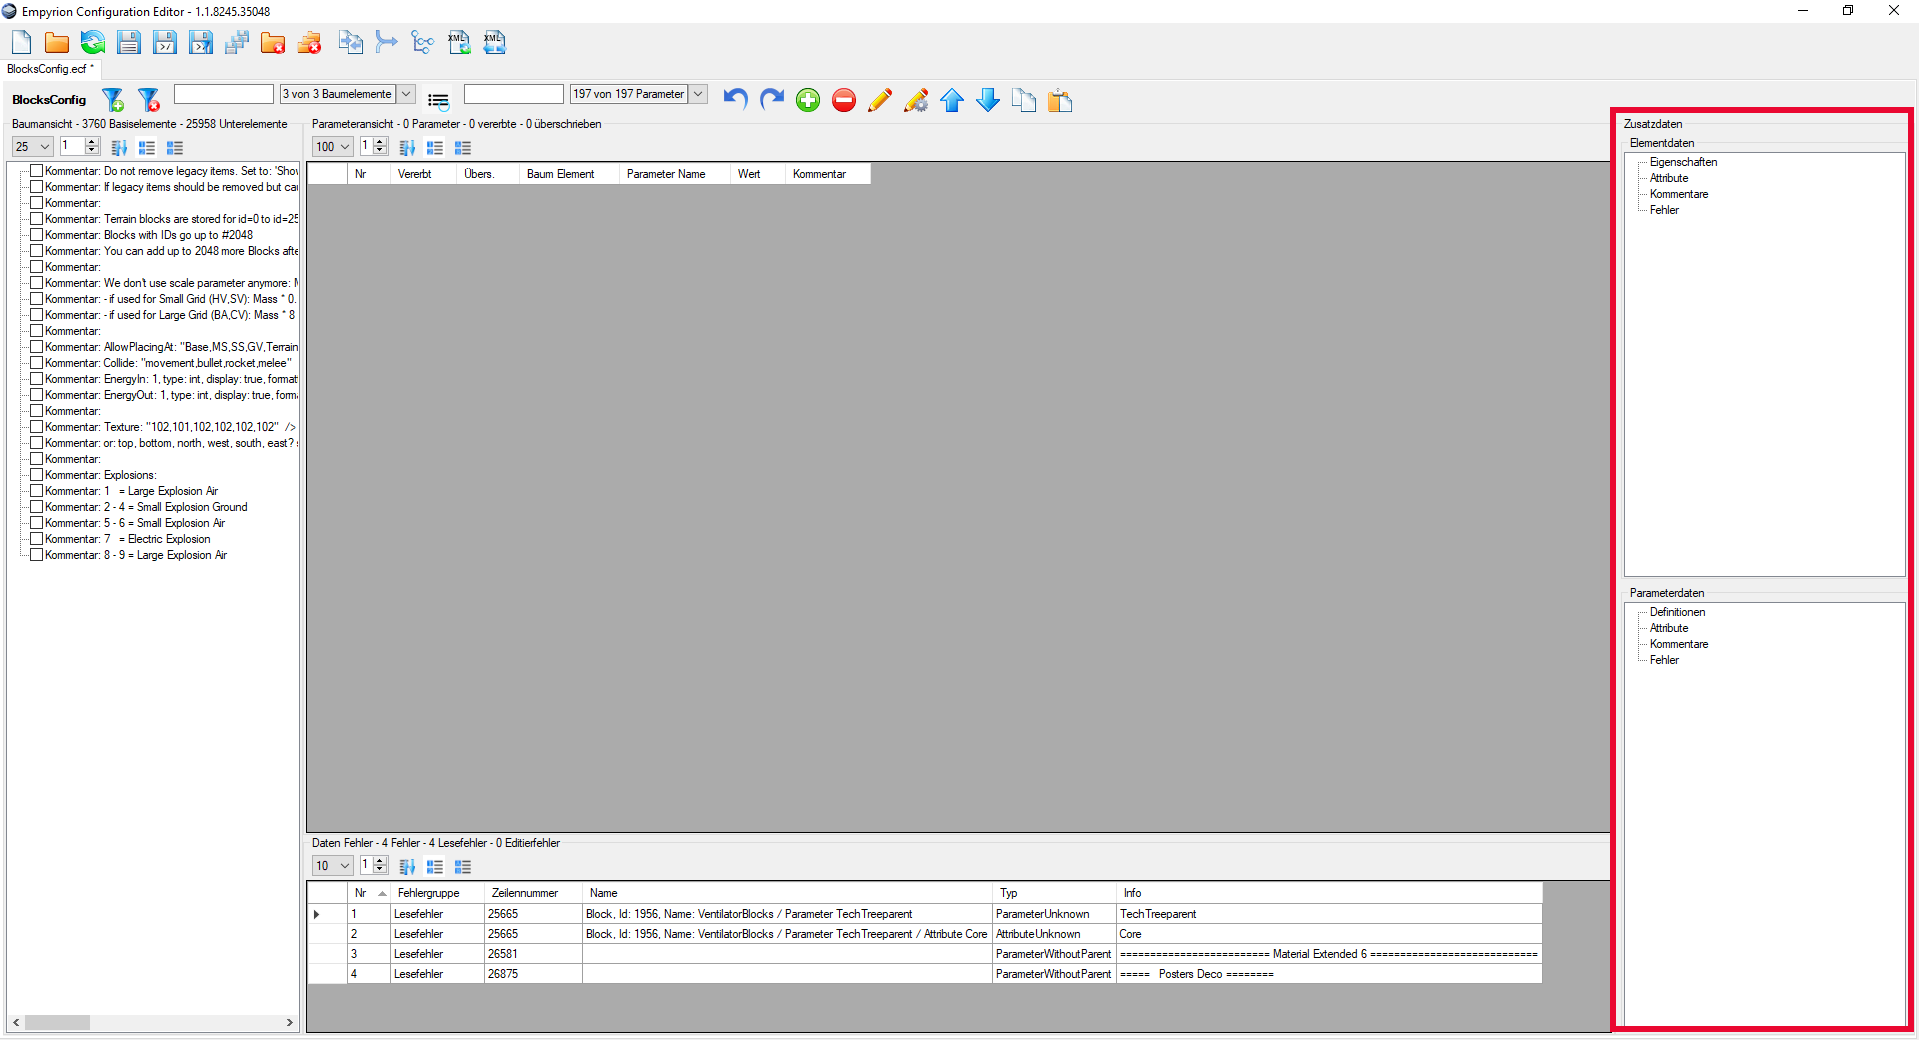 Empyrion Configuration Editor - 1.1.8245.35048
XML
XML
BlocksConfig.ecf *
BlocksConfig
3 von 3 Baumelemente
197 von 197 Parameter
Baumansicht - 3760 Basiselemente - 25958 Unterelemente
25
1
Kommentar: Do not remove legacy items. Set to: 'Shov
Kommentar: If legacy items should be removed but cau
Kommentar:
Kommentar: Terrain blocks are stored for id=0 to id=25
Kommentar: Blocks with IDs go up to #2048
Kommentar: You can add up to 2048 more Blocks afte
Kommentar:
Kommentar: We don't use scale parameter anymore: M
Kommentar: - if used for Small Grid (HV,SV): Mass * 0.
Kommentar: - if used for Large Grid (BA,CV): Mass * 8
Kommentar:
Kommentar: AllowPlacingAt: "Base,MS,SS,GV,Terrain
Kommentar: Collide: "movement,bullet,rocket,melee"
Kommentar: EnergyIn: 1, type: int, display: true, format
Kommentar: EnergyOut: 1, type: int, display: true, form
Kommentar:
Kommentar: Texture: "102,101,102,102,102,102" />
Kommentar: or: top, bottom, north, west, south, east? s
Kommentar:
Kommentar: Explosions:
Kommentar: 1 = Large Explosion Air
Kommentar: 2 - 4 = Small Explosion Ground
Kommentar: 5 - 6 = Small Explosion Air
Kommentar: 7 = Electric Explosion
Kommentar: 8 - 9 = Large Explosion Air
Parameteransicht - 0 Parameter - 0 vererbte - 0 überschrieben
100
1
Nr Vererbt Übers. Baum Element Parameter Name Wert Kommentar
Daten Fehler - 4 Fehler - 4 Lesefehler - 0 Editierfehler
10
1
Nr Fehlergruppe Zeilennummer Name Typ Info
1 Lesefehler 25665 Block, Id: 1956, Name: VentilatorBlocks / Parameter TechTreeparent ParameterUnknown TechTreeparent
2 Lesefehler 25665 Block, Id: 1956, Name: VentilatorBlocks / Parameter TechTreeparent / Attribute Core AttributeUnknown Core
3 Lesefehler 26581 ParameterWithoutParent ========================= Material Extended 6 ============================
4 Lesefehler 26875 ParameterWithoutParent ===== Posters Deco ========
Zusatzdaten
Elementdaten
Eigenschaften
Attribute
Kommentare
Fehler
Parameterdaten
Definitionen
Attribute
Kommentare
Fehler